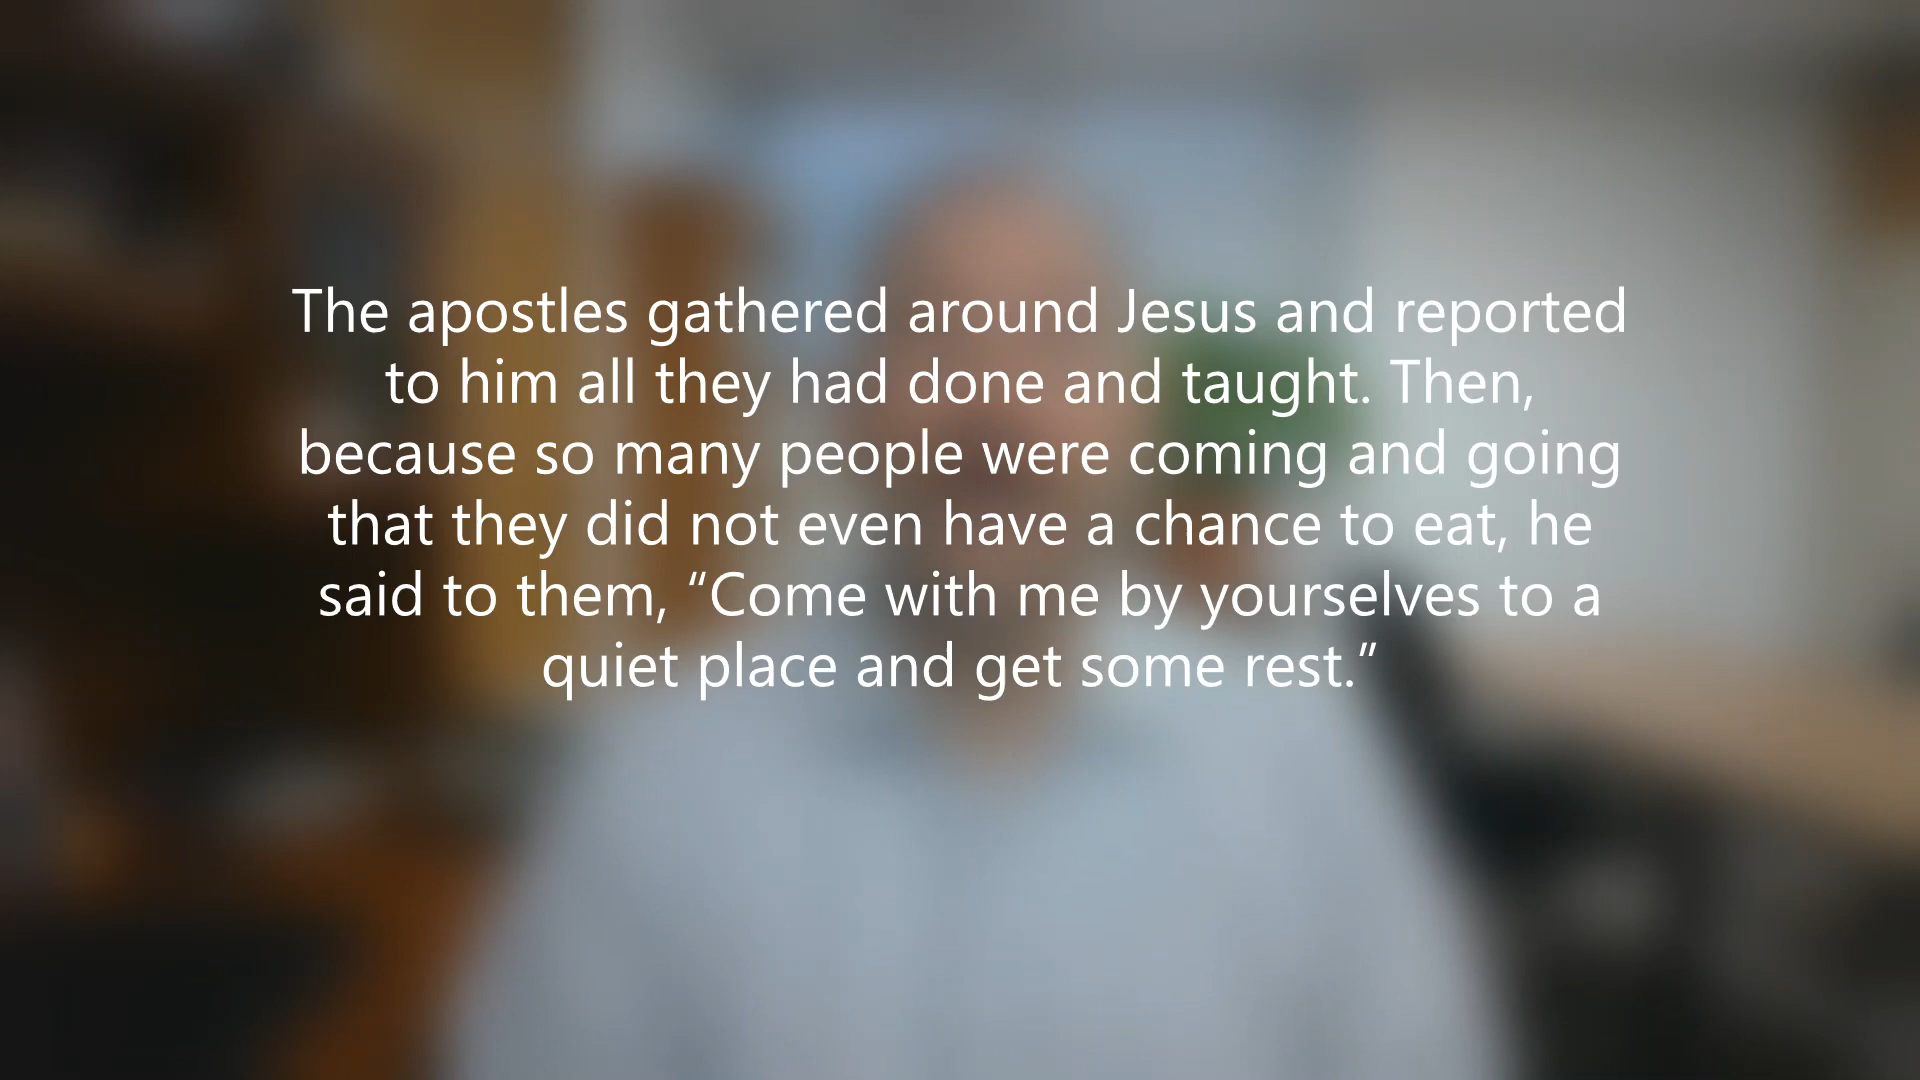 The apostles gathered around Jesus and reported
to him all they had done and taught. Then,
because so many people were coming and going
that they did not even have a chance to eat, he
said to them, “Come with me by yourselves to a
quiet place and get some rest.”